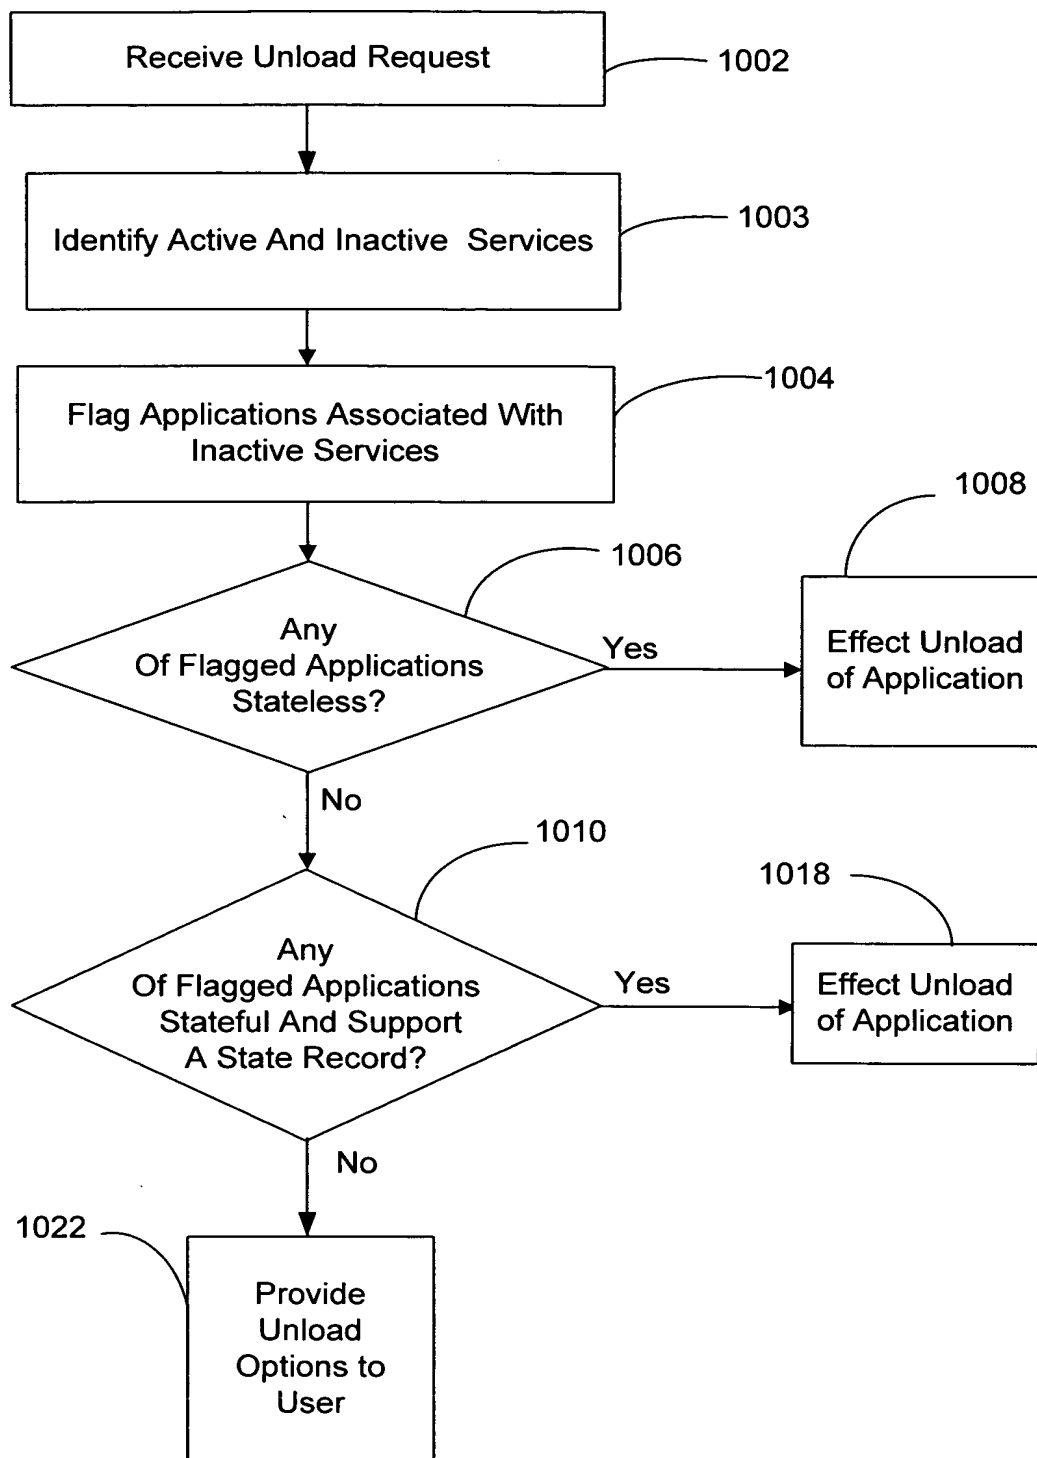 Receive Unload Request
1002
Identify Active And Inactive Services
1003
Flag Applications Associated With
Inactive Services
1004
1008
1006
Any
Of Flagged Applications
Stateless?
Yes
Effect Unload
of Application
No
1010
1018
Any
Of Flagged Applications
Stateful And Support
A State Record?
Yes
Effect Unload
of Application
No
1022
Provide
Unload
Options to
User